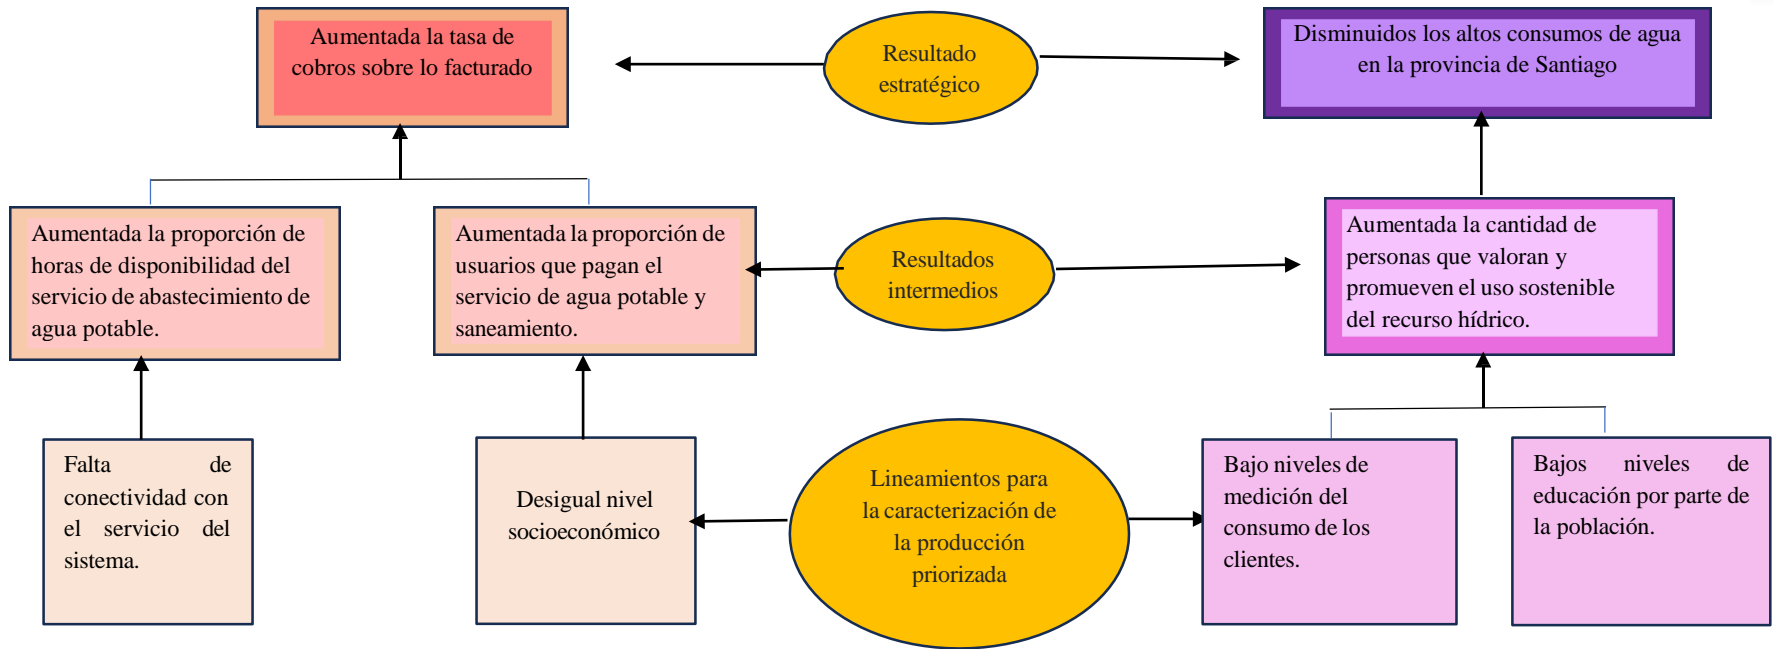 Aumentada la tasa de
cobros sobre lo facturado
Resultado
estratégico
Disminuidos los altos consumos de agua
en la provincia de Santiago
Aumentada la proporción de
horas de disponibilidad del
servicio de abastecimiento de
agua potable.
Aumentada la proporción de
usuarios que pagan el
servicio de agua potable y
saneamiento.
Resultados
intermedios
Aumentada la cantidad de
personas que valoran y
promueven el uso sostenible
del recurso hídrico.
Falta de
conectividad con
el servicio del
sistema.
Desigual nivel
socioeconómico
Lineamientos para
la caracterización de
la producción
priorizada
Bajo niveles de
medición del
consumo de los
clientes.
Bajos niveles de
educación por parte de
la población.